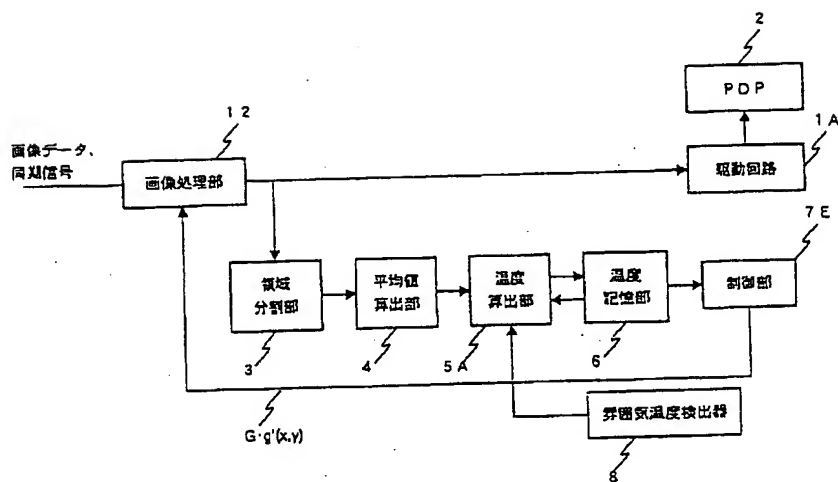 2
PDP
1A
12
画像データ、
同期信号
画像処理部
駆動回路
7E
領域
分割部
平均値
算出部
温度
算出部
温度
記憶部
制御部
3
4
5A
6
G·g'(x,y)
雰囲気温度検出器
8